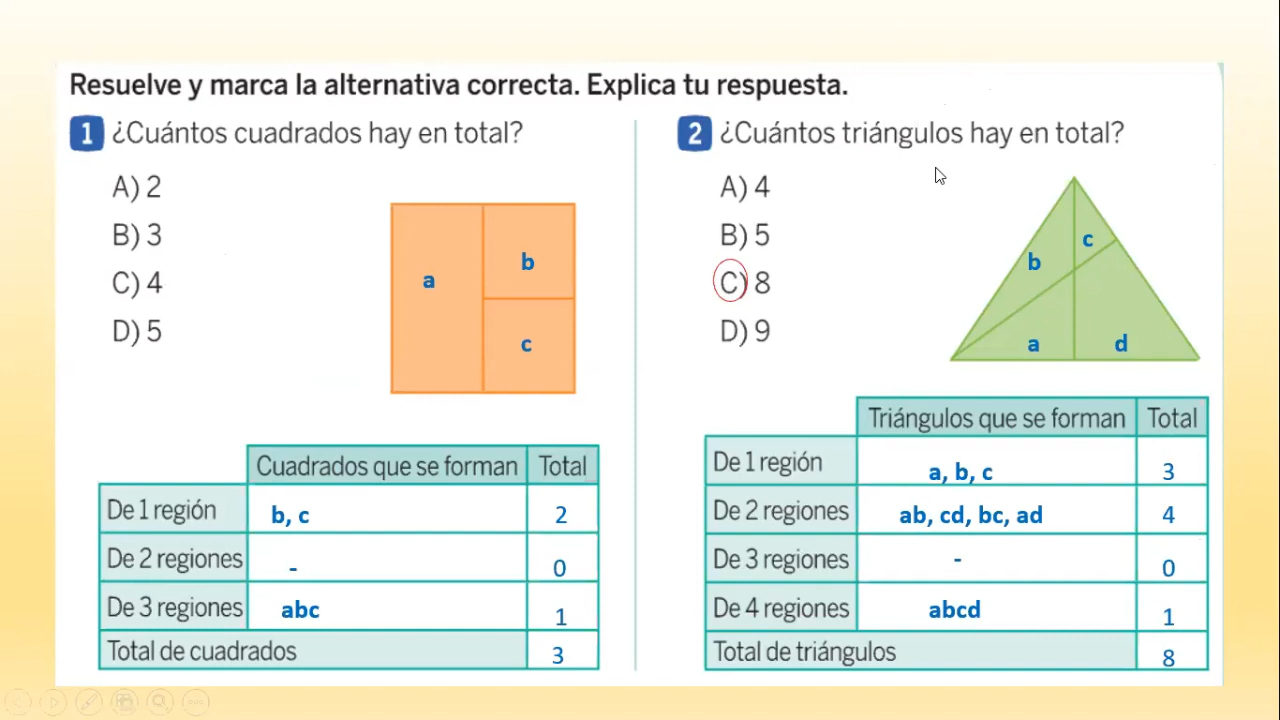 Resuelve y marca la alternativa correcta. Explica tu respuesta.
1 ¿Cuántos cuadrados hay en total?
A) 2
B) 3
C) 4
D) 5
a
b
c
Cuadrados que se forman Total
De 1 región b, c 2
De 2 regiones - 0
De 3 regiones abc 1
Total de cuadrados 3
2 ¿Cuántos triángulos hay en total?
A) 4
B) 5
C) 8
D) 9
c
b
a
d
Triángulos que se forman Total
De 1 región a, b, c 3
De 2 regiones ab, cd, bc, ad 4
De 3 regiones - 0
De 4 regiones abcd 1
Total de triángulos 8